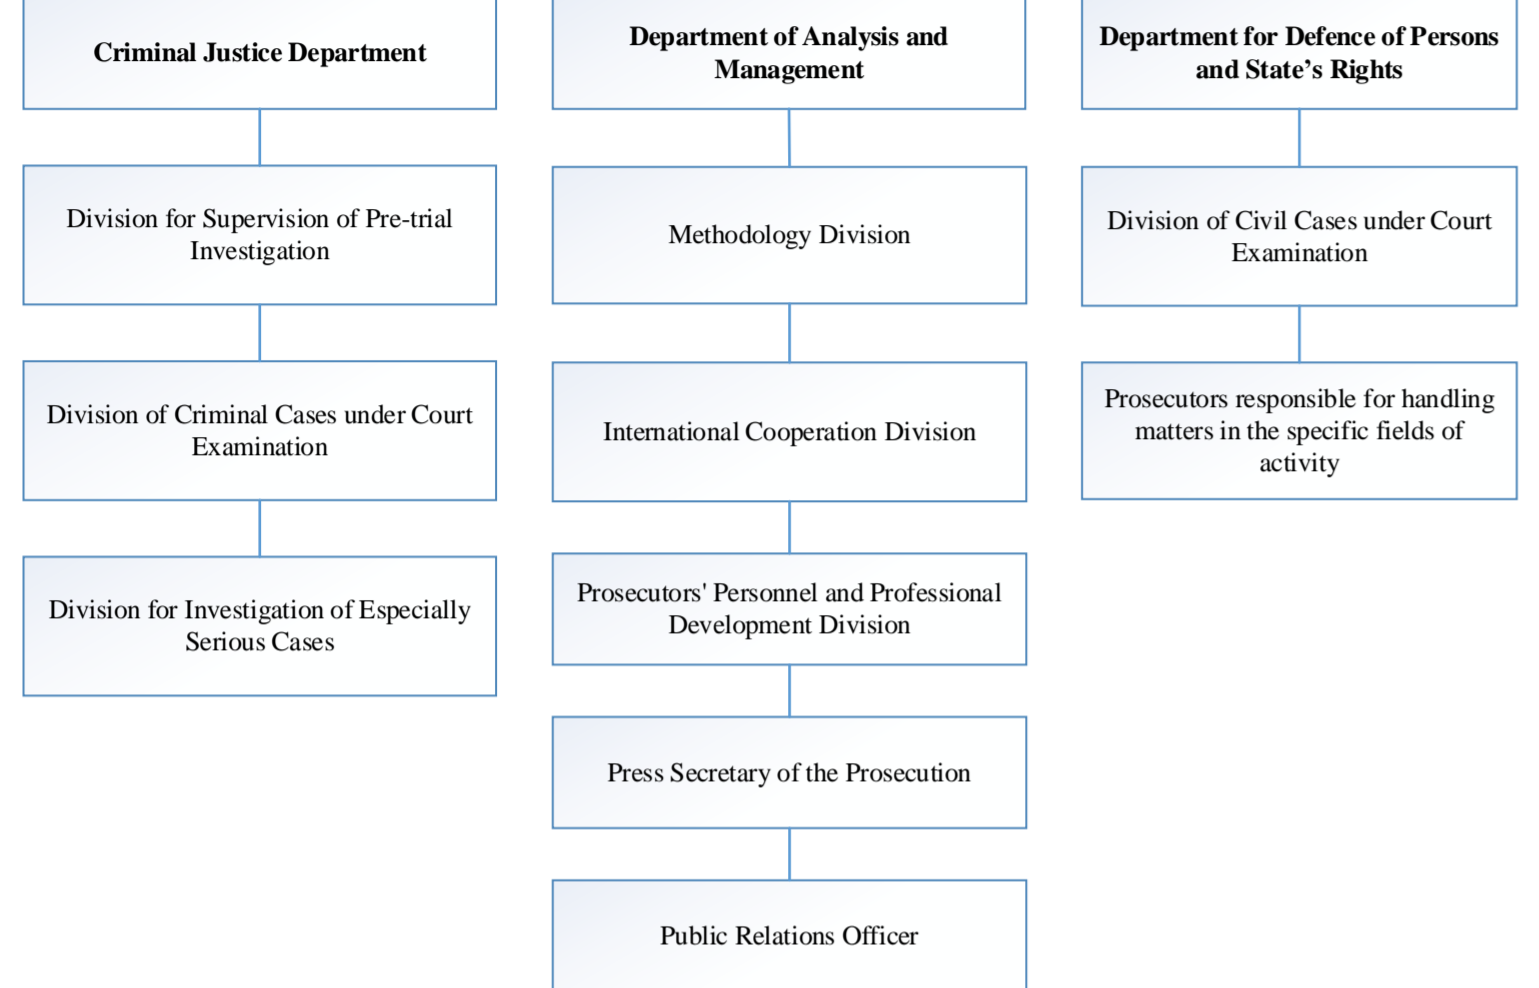 Criminal Justice Department
Division for Supervision of Pre-trial
Investigation
Division of Criminal Cases under Court
Examination
Division for Investigation of Especially
Serious Cases
Department of Analysis and
Management
Methodology Division
International Cooperation Division
Prosecutors' Personnel and Professional
Development Division
Press Secretary of the Prosecution
Public Relations Officer
Department for Defence of Persons
and State’s Rights
Division of Civil Cases under Court
Examination
Prosecutors responsible for handling
matters in the specific fields of
activity